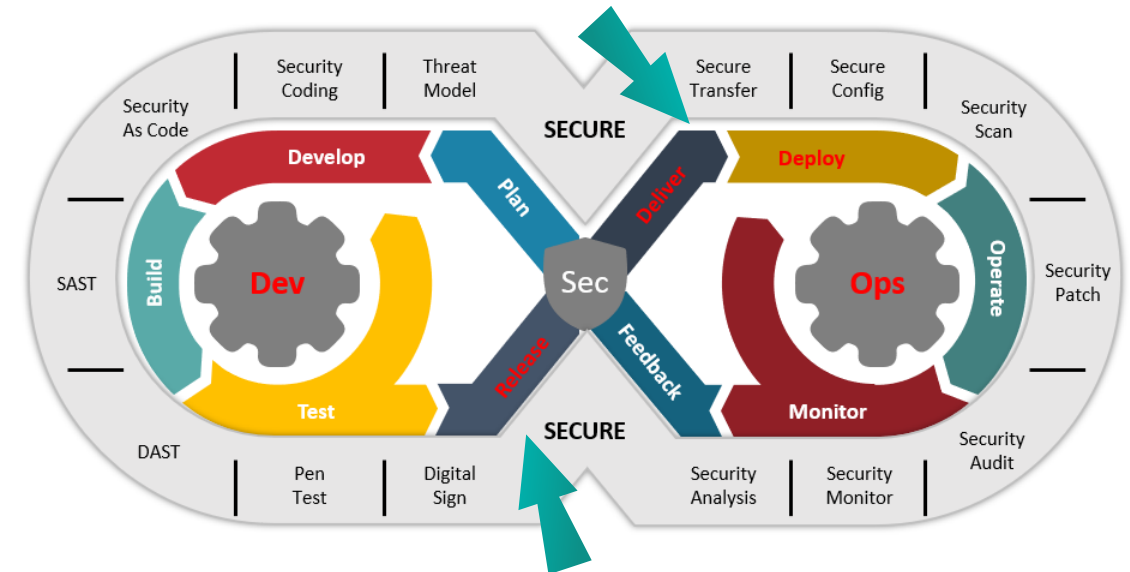 Security
Coding
Threat
Model
Secure
Transfer
Secure
Config
Security
As Code
Security
Scan
SECURE
Develop
Plan
Deliver
Deploy
Build
Dev
Sec
Ops
Operate
SAST
Security
Patch
Release
Feedback
Test
Monitor
SECURE
DAST
Security
Audit
Pen
Test
Digital
Sign
Security
Analysis
Security
Monitor